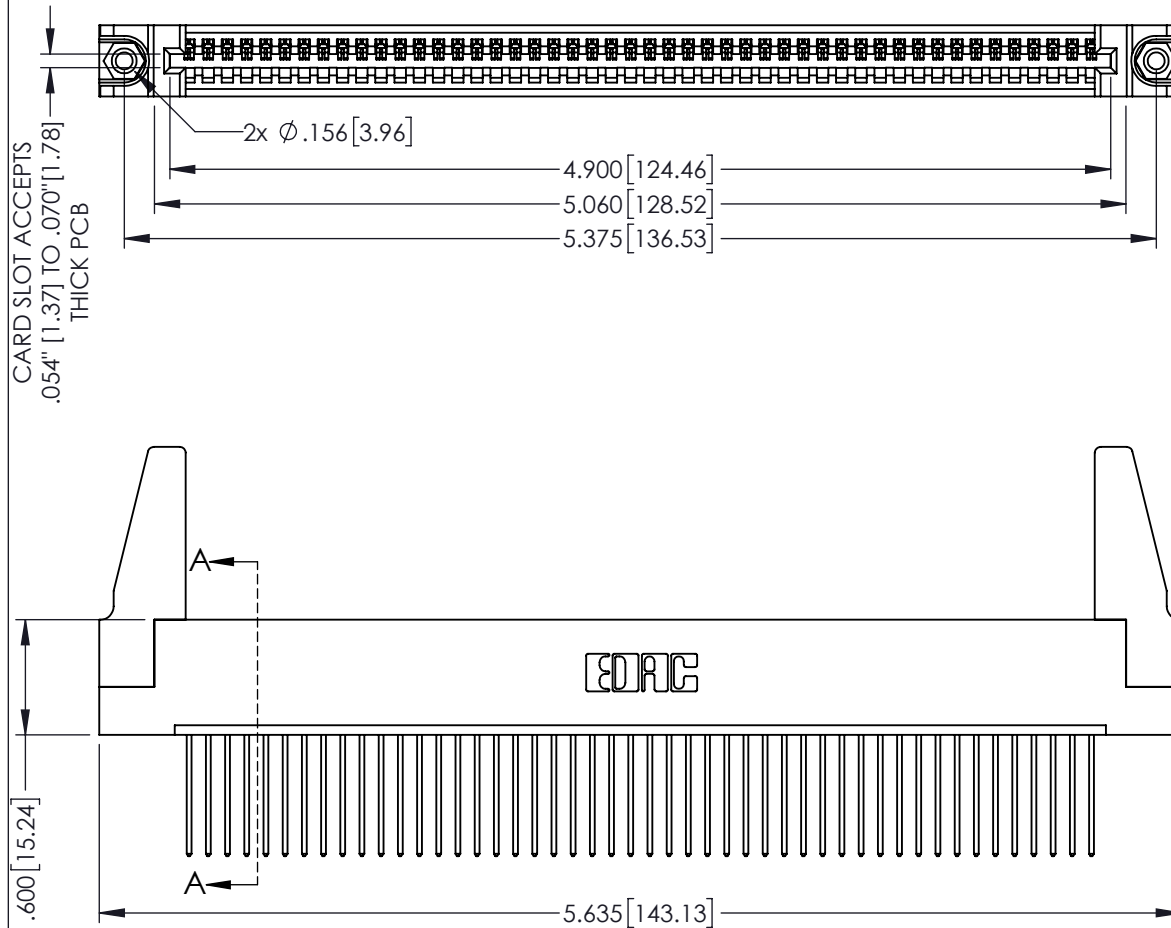 2x Ø .156[3.96]
4.900[124.46]
5.060[128.52]
5.375[136.53]
CARD SLOT ACCEPTS
.054" [1.37] TO .070"[1.78]
THICK PCB
A
EDAC
A
.600 [15.24]
5.635[143.13]